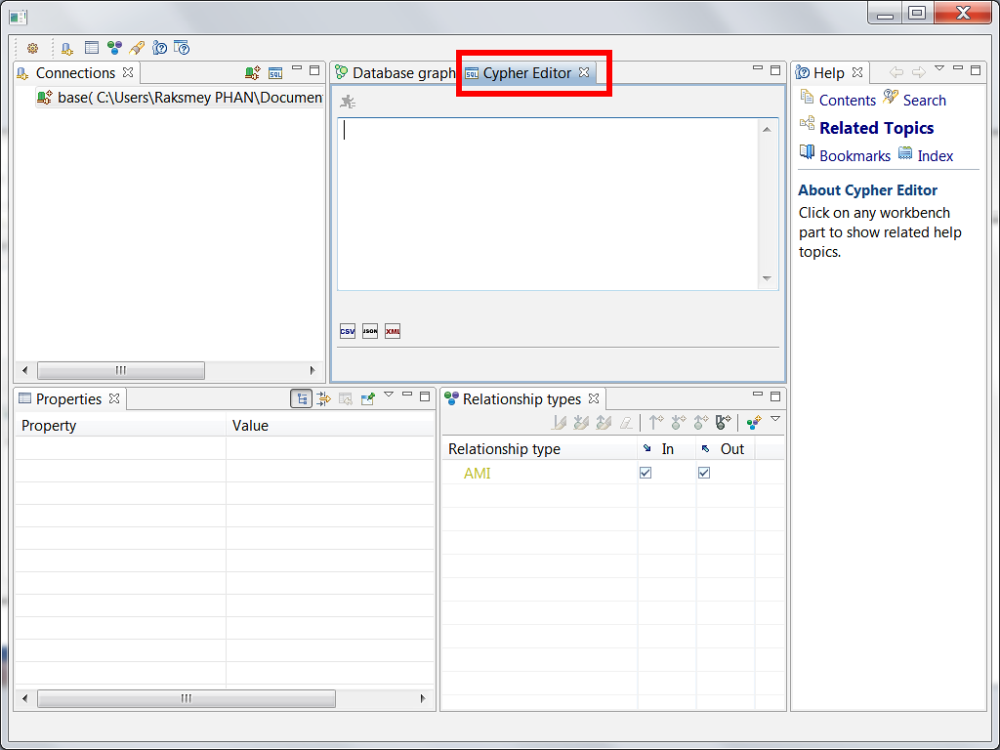 Connections
base( C:\Users\Raksmey PHAN\Documen
Database graph
SQL Cypher Editor
CSV JSON XML
Help
Contents Search
Related Topics
Bookmarks Index
About Cypher Editor
Click on any workbench
part to show related help
topics.
Properties
Property Value
Relationship types
Relationship type In Out
AMI